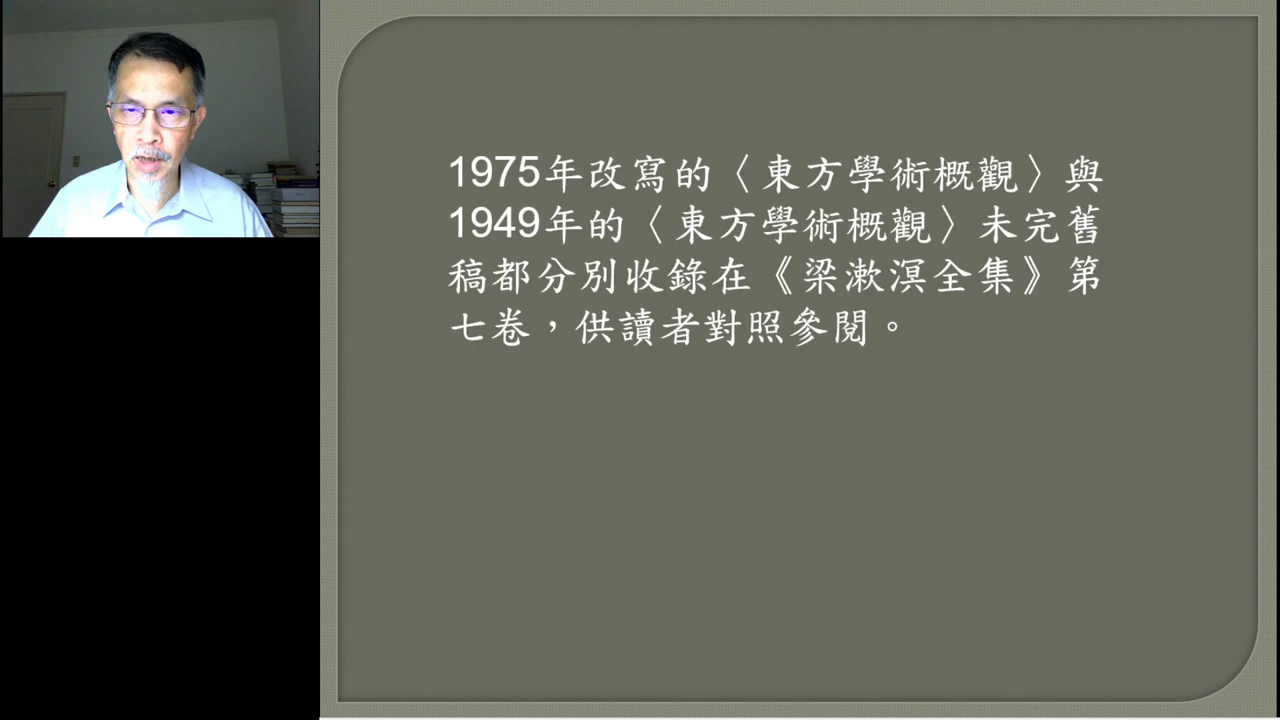 1975年改寫的〈東方學術概觀〉與
1949年的〈東方學術概觀〉未完舊
稿都分別收錄在《梁漱溟全集》第
七卷，供讀者對照參閱。